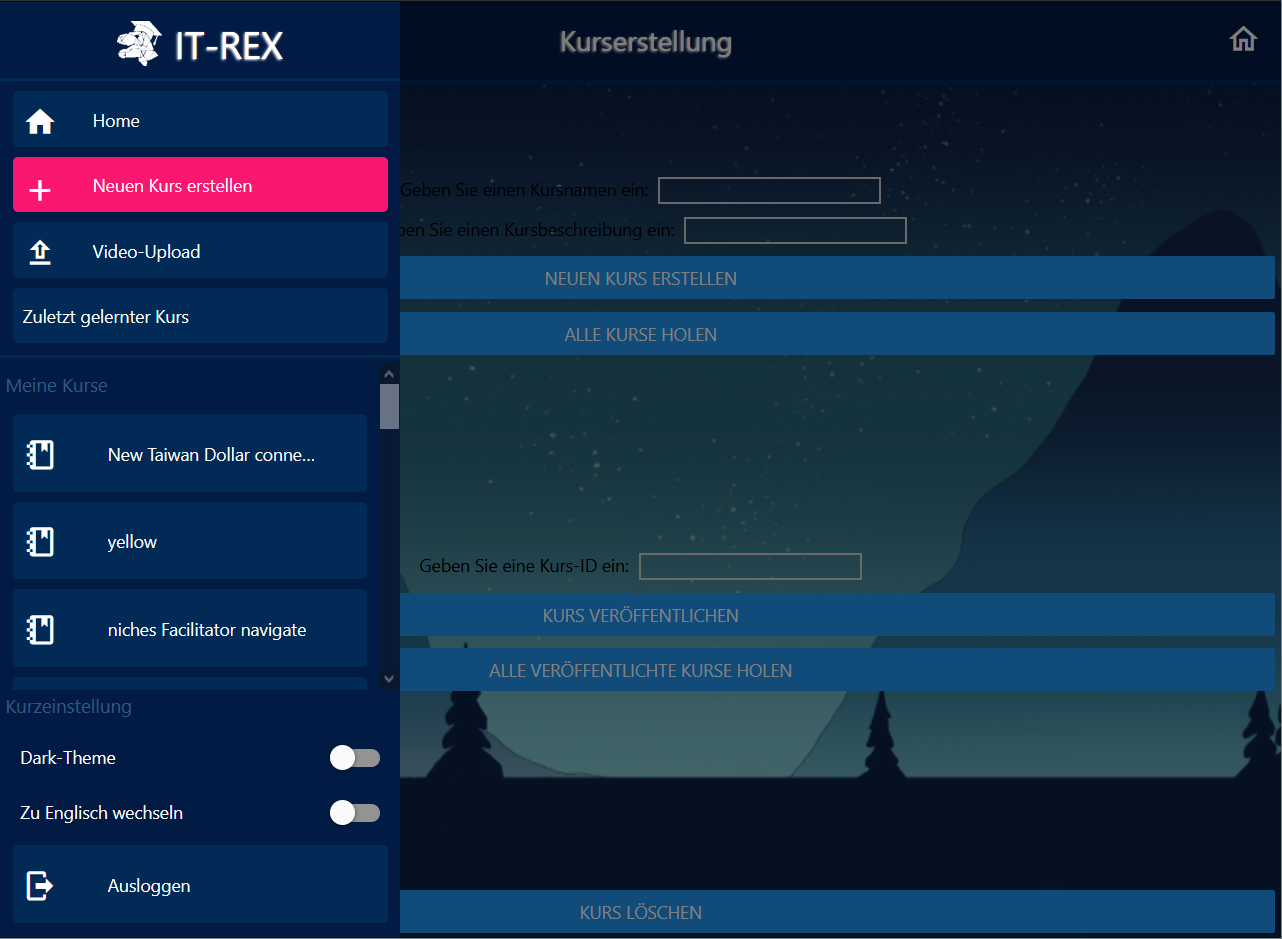 IT-REX
Kurserstellung
Home
Neuen Kurs erstellen
Video-Upload
Zuletzt gelernter Kurs
Meine Kurse
New Taiwan Dollar conne...
yellow
niches Facilitator navigate
Kurzeinstellung
Dark-Theme
Zu Englisch wechseln
Ausloggen
Geben Sie einen Kursnamen ein:
ben Sie einen Kursbeschreibung ein:
NEUEN KURS ERSTELLEN
ALLE KURSE HOLEN
Geben Sie eine Kurs-ID ein:
KURS VERÖFFENTLICHEN
ALLE VERÖFFENTLICHTE KURSE HOLEN
KURS LÖSCHEN